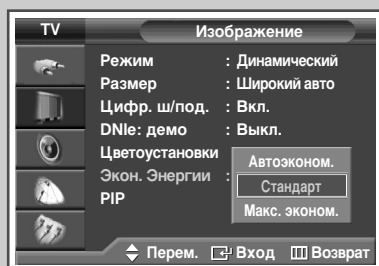 TV
Изображение
Режим : Динамический
Размер : Широкий авто
Цифр. ш/под. : Вкл.
DNIe: демо : Выкл.
Цветоустановки
Автоэконом.
Экон. Энергии :
Стандарт
PIP
Макс. эконом.
Перем. Вход Возврат